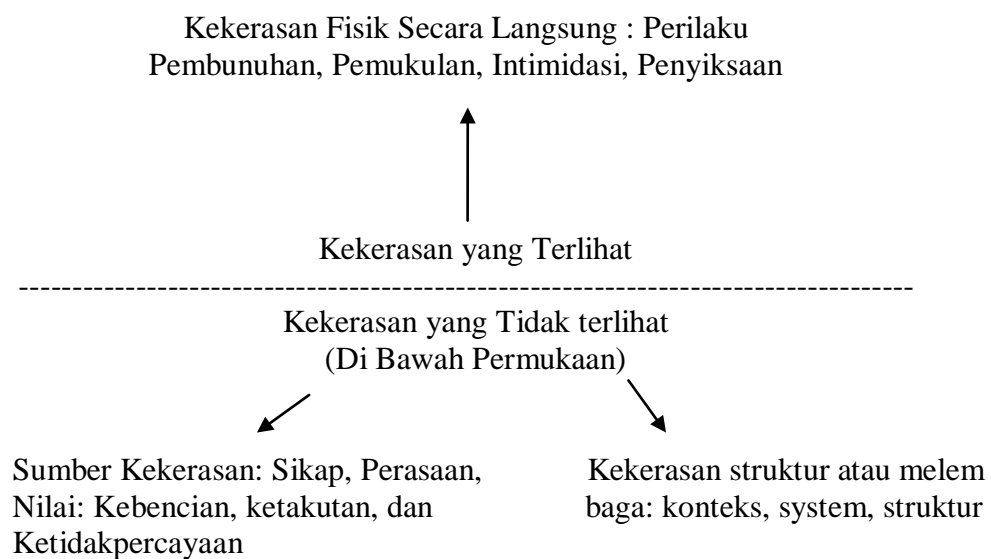 Kekerasan Fisik Secara Langsung : Perilaku
Pembunuhan, Pemukulan, Intimidasi, Penyiksaan
Kekerasan yang Terlihat
------------------------------------------------------------------------------------
Kekerasan yang Tidak terlihat
(Di Bawah Permukaan)
Sumber Kekerasan: Sikap, Perasaan,
Nilai: Kebencian, ketakutan, dan
Ketidakpercayaan
Kekerasan struktur atau melem
baga: konteks, system, struktur